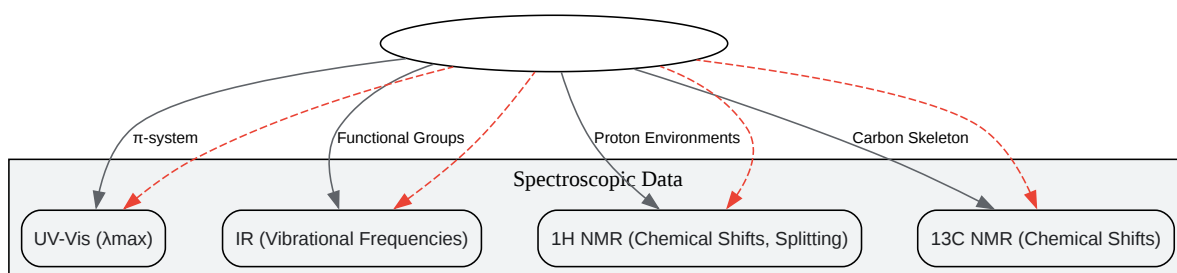 π-system
Functional Groups
Proton Environments
Carbon Skeleton
Spectroscopic Data
UV-Vis (λmax)
IR (Vibrational Frequencies)
1H NMR (Chemical Shifts, Splitting)
13C NMR (Chemical Shifts)